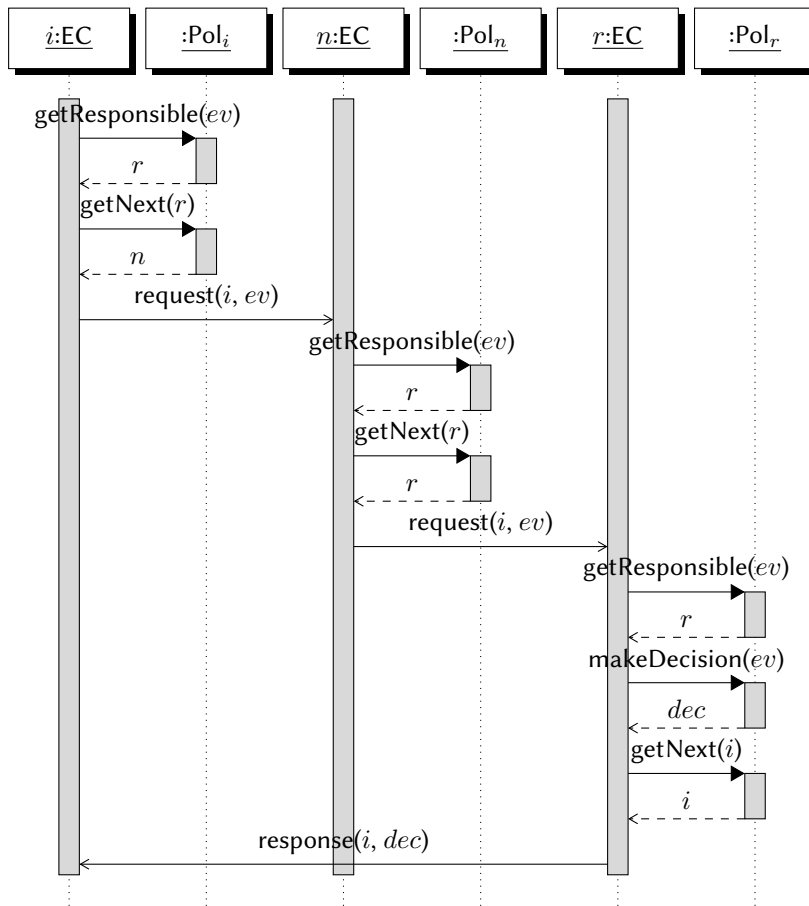 i:EC :Pol_i n:EC :Pol_n r:EC :Pol_r
getResponsible(ev)
r
getNext(r)
n
request(i, ev)
getResponsible(ev)
r
getNext(r)
r
request(i, ev)
getResponsible(ev)
r
makeDecision(ev)
dec
getNext(i)
i
response(i, dec)